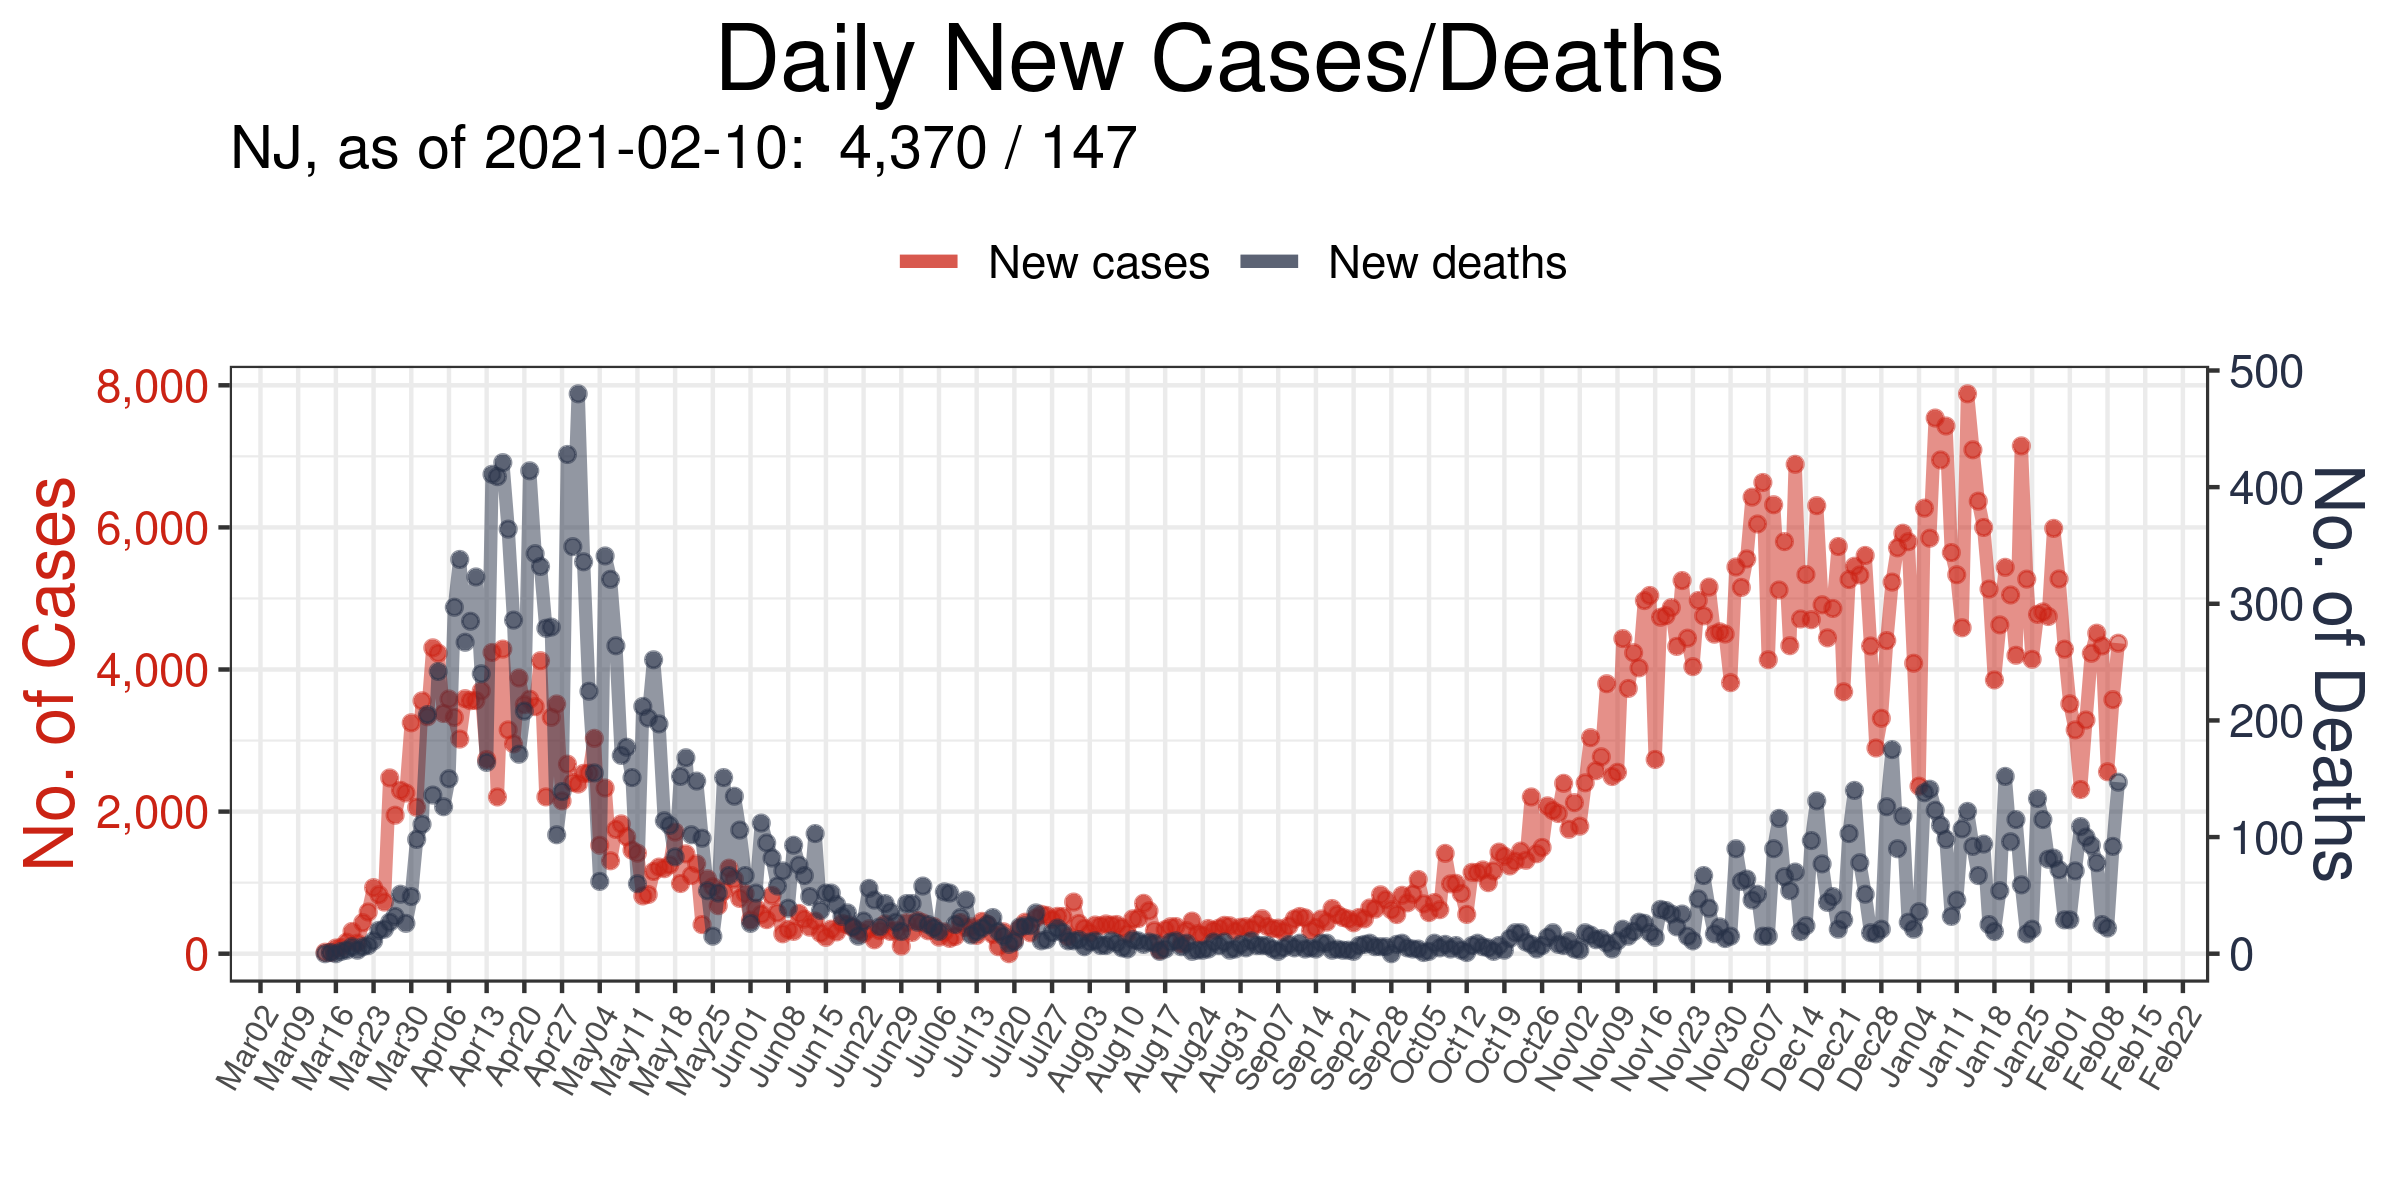 Daily New Cases/Deaths
NJ, as of 2021-02-10:  4,370 / 147
New cases
New deaths
No. of Cases
8,000
6,000
4,000
2,000
0
500
400
300
200
100
0
No. of Deaths
Mar02
Mar09
Mar16
Mar23
Mar30
Apr06
Apr13
Apr20
Apr27
May04
May11
May18
May25
Jun01
Jun08
Jun15
Jun22
Jun29
Jul06
Jul13
Jul20
Jul27
Aug03
Aug10
Aug17
Aug24
Aug31
Sep07
Sep14
Sep21
Sep28
Oct05
Oct12
Oct19
Oct26
Nov02
Nov09
Nov16
Nov23
Nov30
Dec07
Dec14
Dec21
Dec28
Jan04
Jan11
Jan18
Jan25
Feb01
Feb08
Feb15
Feb22